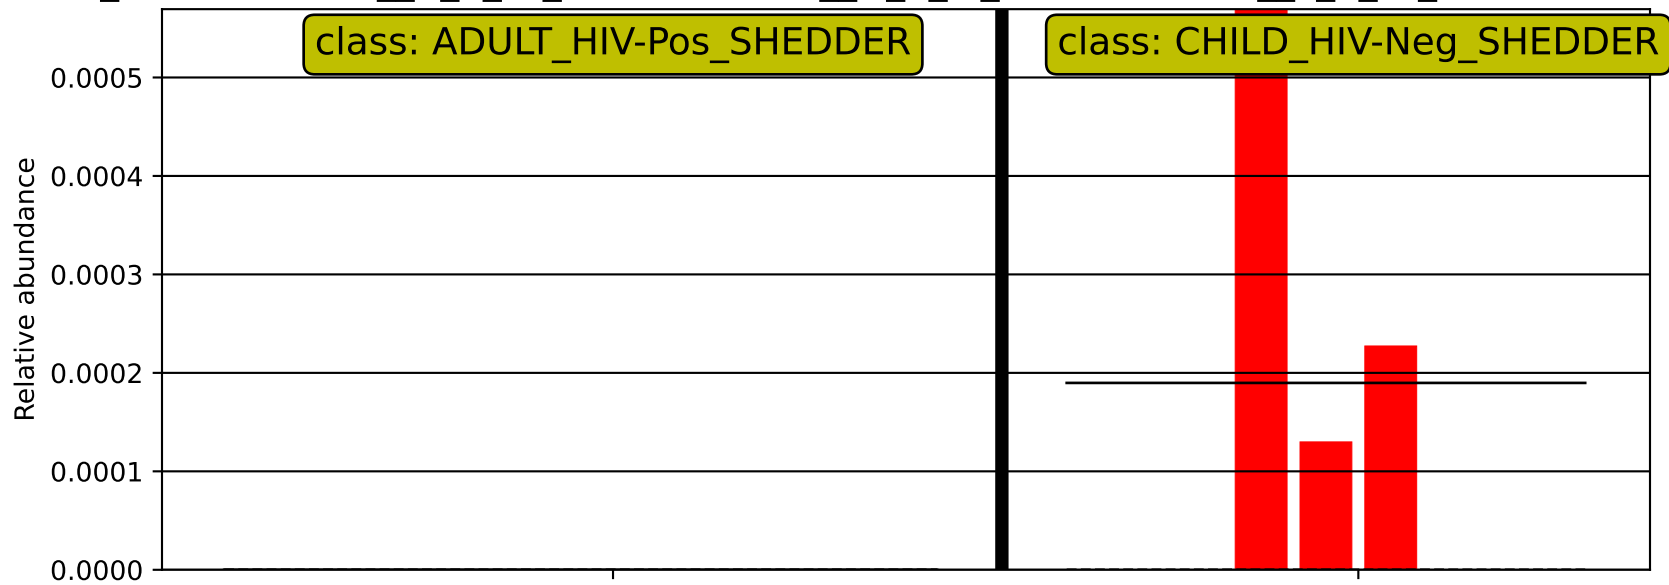 class: ADULT_HIV-Pos_SHEDDER
class: CHILD_HIV-Neg_SHEDDER
0.0005
0.0004
0.0003
0.0002
0.0001
0.0000
Relative abundance